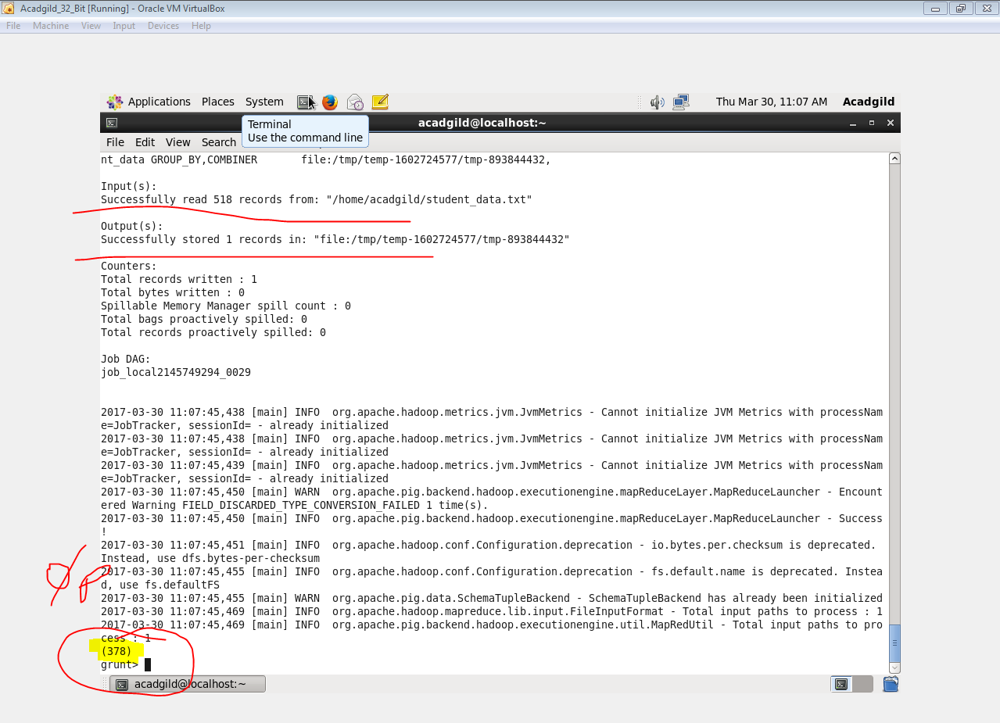 Acadgild_32_Bit [Running] - Oracle VM VirtualBox
File Machine View Input Devices Help
Applications Places System Thu Mar 30, 11:07 AM Acadgild
acadgild@localhost:~
Terminal
Use the command line
File Edit View Search
nt_data GROUP_BY,COMBINER file:/tmp/temp-1602724577/tmp-893844432,
Input(s):
Successfully read 518 records from: "/home/acadgild/student_data.txt"
Output(s):
Successfully stored 1 records in: "file:/tmp/temp-1602724577/tmp-893844432"
Counters:
Total records written : 1
Total bytes written : 0
Spillable Memory Manager spill count : 0
Total bags proactively spilled: 0
Total records proactively spilled: 0
Job DAG:
job_local2145749294_0029
2017-03-30 11:07:45,438 [main] INFO org.apache.hadoop.metrics.jvm.JvmMetrics - Cannot initialize JVM Metrics with processNam
e=JobTracker, sessionId= - already initialized
2017-03-30 11:07:45,438 [main] INFO org.apache.hadoop.metrics.jvm.JvmMetrics - Cannot initialize JVM Metrics with processNam
e=JobTracker, sessionId= - already initialized
2017-03-30 11:07:45,439 [main] INFO org.apache.hadoop.metrics.jvm.JvmMetrics - Cannot initialize JVM Metrics with processNam
e=JobTracker, sessionId= - already initialized
2017-03-30 11:07:45,450 [main] WARN org.apache.pig.backend.hadoop.executionengine.mapReduceLayer.MapReduceLauncher - Encount
ered Warning FIELD_DISCARDED_TYPE_CONVERSION_FAILED 1 time(s).
2017-03-30 11:07:45,450 [main] INFO org.apache.pig.backend.hadoop.executionengine.mapReduceLayer.MapReduceLauncher - Success
!
2017-03-30 11:07:45,451 [main] INFO org.apache.hadoop.conf.Configuration.deprecation - io.bytes.per.checksum is deprecated.
Instead, use dfs.bytes-per-checksum
2017-03-30 11:07:45,455 [main] INFO org.apache.hadoop.conf.Configuration.deprecation - fs.default.name is deprecated. Instea
d, use fs.defaultFS
2017-03-30 11:07:45,455 [main] WARN org.apache.pig.data.SchemaTupleBackend - SchemaTupleBackend has already been initialized
2017-03-30 11:07:45,469 [main] INFO org.apache.hadoop.mapreduce.lib.input.FileInputFormat - Total input paths to process : 1
2017-03-30 11:07:45,469 [main] INFO org.apache.pig.backend.hadoop.executionengine.util.MapRedUtil - Total input paths to pro
cess : 1
o/p
(378)
grunt>
acadgild@localhost:~